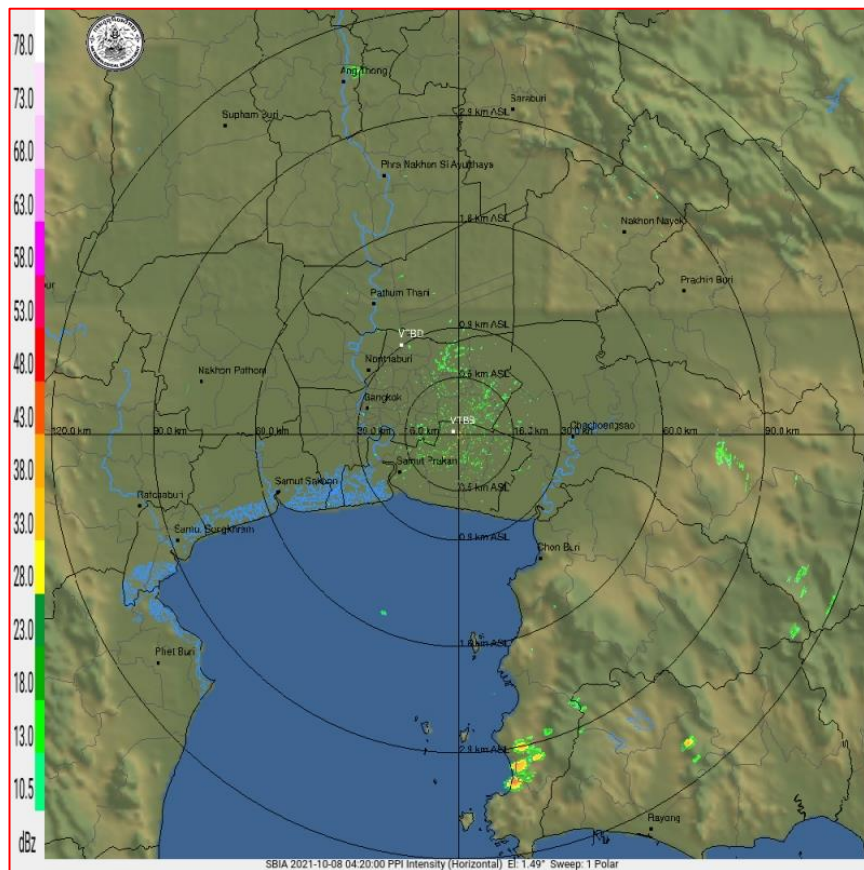 78.0
73.0
68.0
63.0
58.0
53.0
48.0
43.0
38.0
33.0
28.0
23.0
18.0
13.0
10.5
dBz
Ang Thong
Saraburi
2.9 km ASL
Supham Buri
Phra Nakhon Si Ayutthaya
1.8 km ASL
Nakhon Nayok
Prachin Buri
Pathum Thani
0.9 km ASL
VTBD
Nonthaburi
0.5 km ASL
Nakhon Pathom
Bangkok
VTBS
Chachoengsao
120.0 km
90.0 km
60.0 km
30.0 km
16.2 km
30.0 km
60.0 km
90.0 km
Samut Prakan
Samut Sakhon
0.5 km ASL
Ratchaburi
Samut Songkhram
0.9 km ASL
Chon Buri
1.8 km ASL
Phet Buri
2.9 km ASL
Rayong
SBIA 2021-10-08 04:20:00 PPI Intensity (Horizontal) El: 1.49° Sweep: 1 Polar